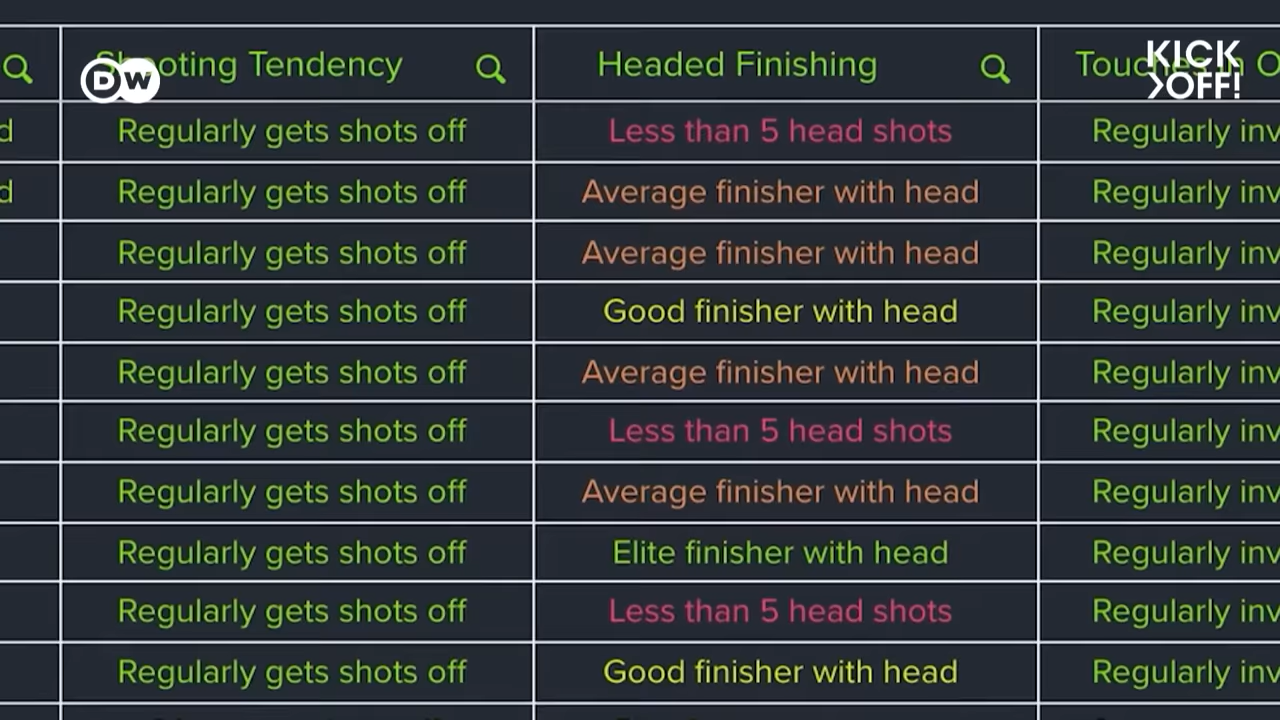 Shooting Tendency Headed Finishing Touches in O
DW KICK OFF!
d Regularly gets shots off Less than 5 head shots Regularly inv
d Regularly gets shots off Average finisher with head Regularly inv
Regularly gets shots off Average finisher with head Regularly inv
Regularly gets shots off Good finisher with head Regularly inv
Regularly gets shots off Average finisher with head Regularly inv
Regularly gets shots off Less than 5 head shots Regularly inv
Regularly gets shots off Average finisher with head Regularly inv
Regularly gets shots off Elite finisher with head Regularly inv
Regularly gets shots off Less than 5 head shots Regularly inv
Regularly gets shots off Good finisher with head Regularly inv